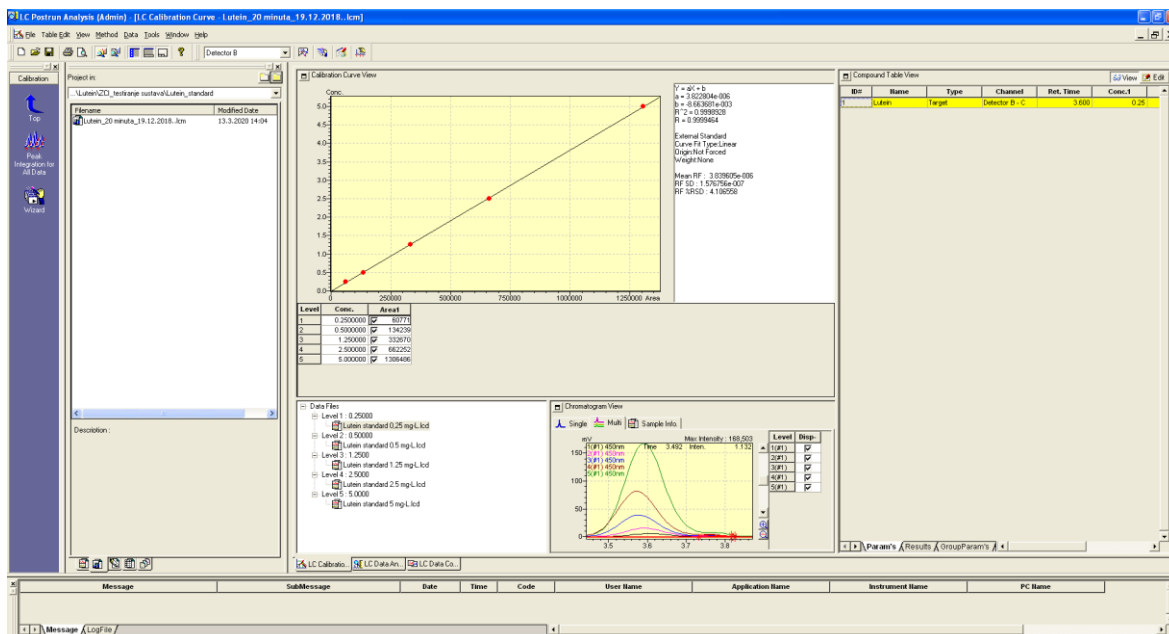 LC Postrun Analysis (Admin) - [LC Calibration Curve - Lutein_20 minuta_19.12.2018..lcm]
File Table Edit View Method Data Tools Window Help
Detector B
Calibration
Top
Peak
Integration for
All Data
Wizard
Project in:
...\Lutein\ZCI_testiranje sustava\Lutein_standard
Filename Modified Date
Lutein_20 minuta_19.12.2018..lcm 13.3.2020 14:04
Description :
Calibration Curve View
Conc.
5.0
4.5
4.0
3.5
3.0
2.5
2.0
1.5
1.0
0.5
0.0
0 250000 500000 750000 1000000 1250000 Area
Y = aX + b
a = 3.822804e-006
b = -8.663681e-003
R^2 = 0.9998928
R = 0.9999464
External Standard
Curve Fit Type:Linear
Origin:Not Forced
Weight:None
Mean RF : 3.839605e-006
RF SD : 1.576756e-007
RF %RSD : 4.106558
Level Conc. Area1
1 0.2500000 60771
2 0.5000000 134239
3 1.250000 332670
4 2.500000 662252
5 5.000000 1306486
Data Files
Level 1 : 0.25000
Lutein standard 0,25 mg-L.lcd
Level 2 : 0.50000
Lutein standard 0.5 mg-L.lcd
Level 3 : 1.2500
Lutein standard 1.25 mg-L.lcd
Level 4 : 2.5000
Lutein standard 2.5 mg-L.lcd
Level 5 : 5.0000
Lutein standard 5 mg-L.lcd
Chromatogram View
Single Multi Sample Info.
mV Max Intensity : 168,503
1(#1) 450nm Time 3.492 Inten. 1.132
2(#1) 450nm
3(#1) 450nm
4(#1) 450nm
5(#1) 450nm
150
100
50
0
3.5 3.6 3.7 3.8
Level Disp-
1(#1)
2(#1)
3(#1)
4(#1)
5(#1)
Compound Table View
View Edit
ID# Name Type Channel Ret. Time Conc.1
1 Lutein Target Detector B - C 3.600 0.25
Param's Results GroupParam's
LC Calibratio... LC Data An... LC Data Co...
Message SubMessage Date Time Code User Name Application Name Instrument Name PC Name
Message LogFile